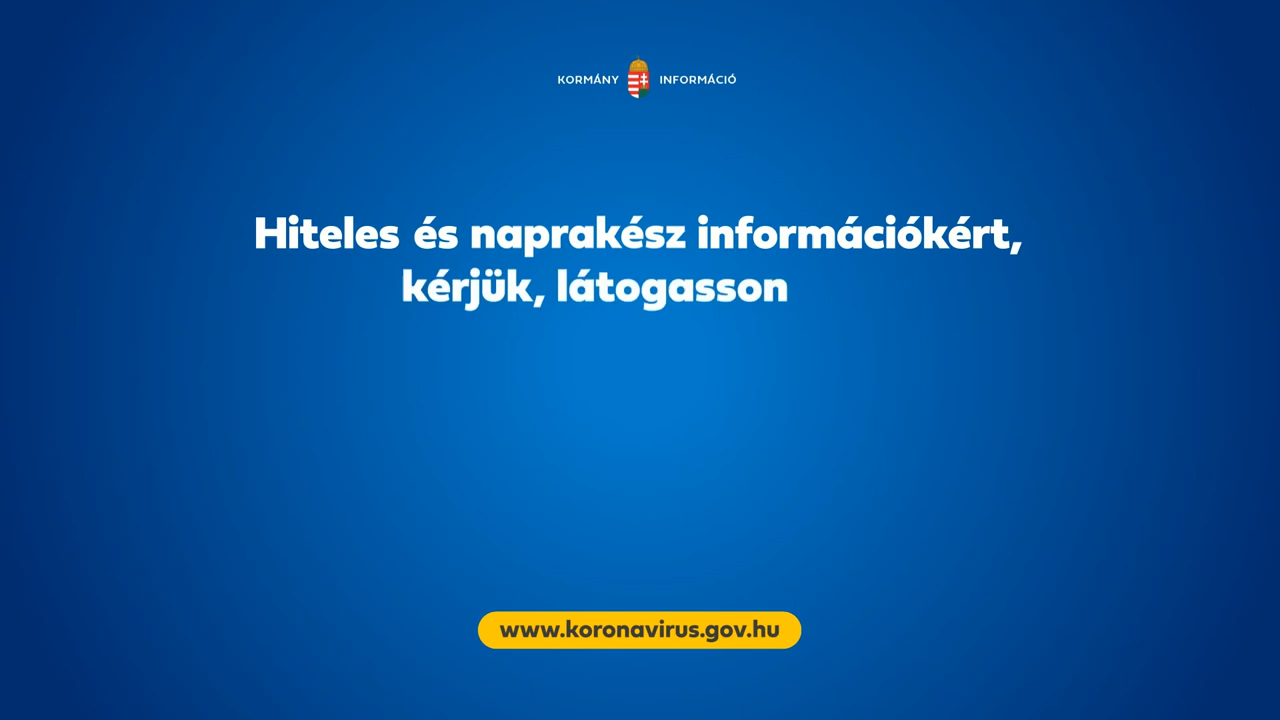 KORMÁNY INFORMÁCIÓ
Hiteles és naprakész információkért,
kérjük, látogasson
www.koronavirus.gov.hu